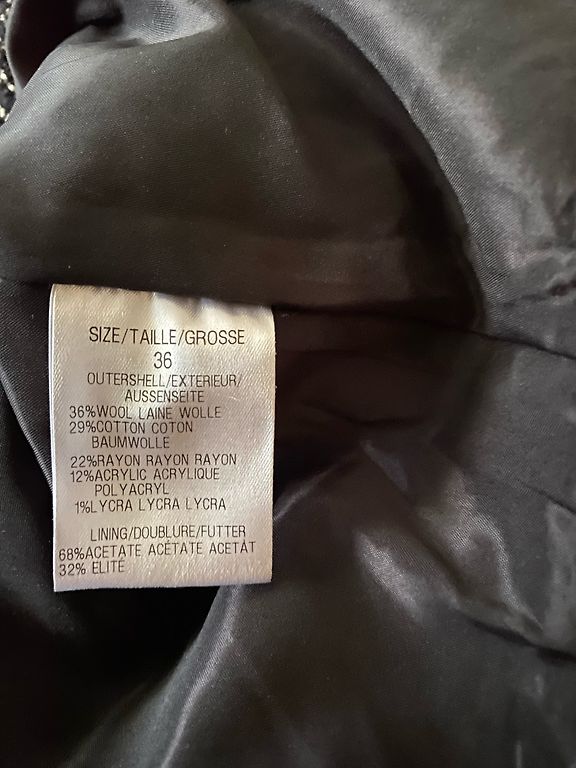 SIZE/TAILLE/GROSSE
36
OUTERSHELL/EXTERIEUR/
AUSSENSEITE
36%WOOL LAINE WOLLE
29%COTTON COTON
BAUMWOLLE
22%RAYON RAYON RAYON
12%ACRYLIC ACRYLIQUE
POLYACRYL
1%LYCRA LYCRA LYCRA
LINING/DOUBLURE/FUTTER
68%ACETATE ACÉTATE ACETAT
32% ELITÉ